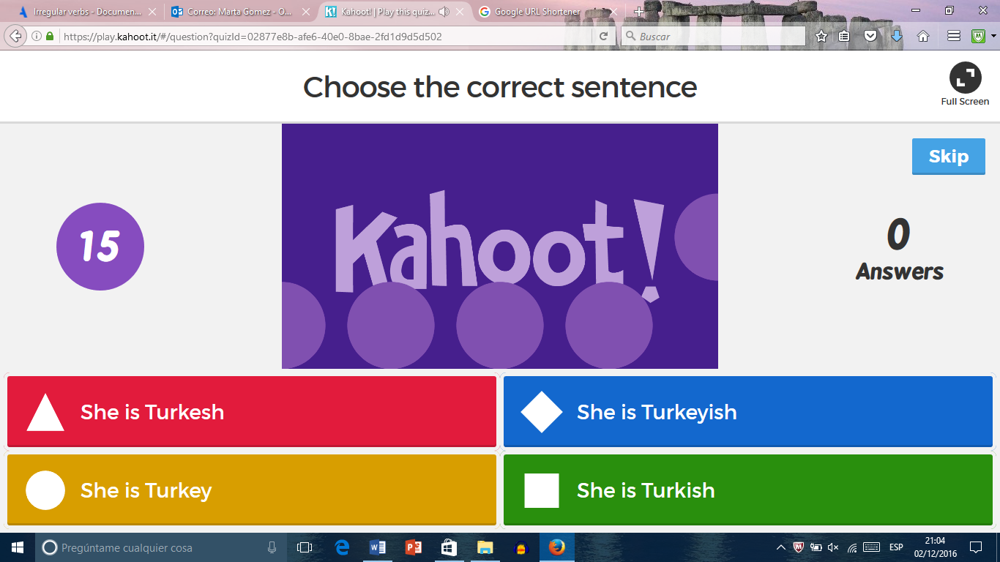 Irregular verbs - Documen...
Correo: Marta Gomez - O...
Kahoot! | Play this quiz...
Google URL Shortener
https://play.kahoot.it/#/question?quizId=02877e8b-afe6-40e0-8bae-2fd1d9d5d502
Buscar
Choose the correct sentence
Full Screen
Skip
15
Kahoot!
0
Answers
She is Turkesh
She is Turkeyish
She is Turkey
She is Turkish
Pregúntame cualquier cosa
ESP
21:04
02/12/2016